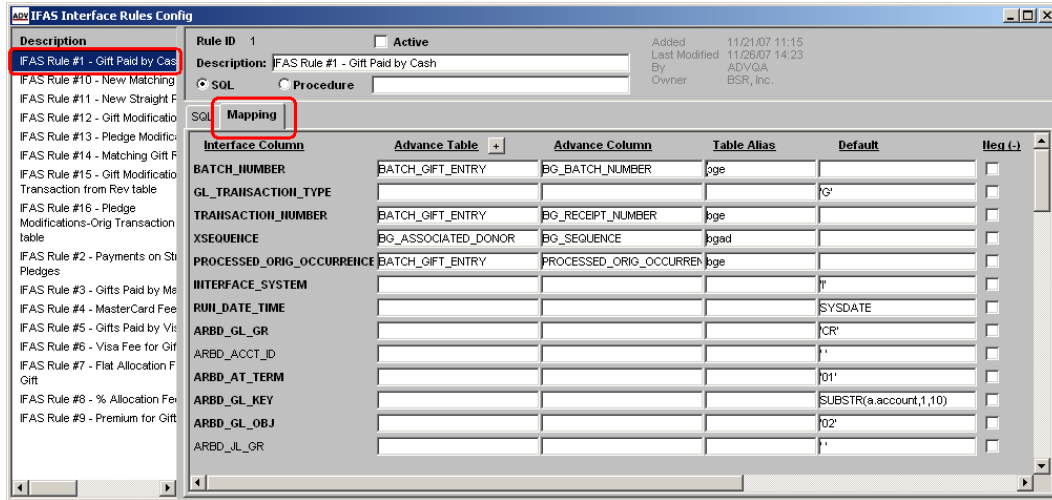 ADV IFAS Interface Rules Config
Description
IFAS Rule #1 - Gift Paid by Cas
IFAS Rule #10 - New Matching
IFAS Rule #11 - New Straight P
IFAS Rule #12 - Gift Modificatio
IFAS Rule #13 - Pledge Modifica
IFAS Rule #14 - Matching Gift R
IFAS Rule #15 - Gift Modificatio
Transaction from Rev table
IFAS Rule #16 - Pledge
Modifications-Orig Transaction
table
IFAS Rule #2 - Payments on Str
Pledges
IFAS Rule #3 - Gifts Paid by Ma
IFAS Rule #4 - MasterCard Fee
IFAS Rule #5 - Gifts Paid by Vis
IFAS Rule #6 - Visa Fee for Gif
IFAS Rule #7 - Flat Allocation F
Gift
IFAS Rule #8 - % Allocation Fe
IFAS Rule #9 - Premium for Gift
Rule ID 1 Active
Description: IFAS Rule #1 - Gift Paid by Cash
SQL Procedure
Added 11/21/07 11:15
Last Modified 11/26/07 14:23
By ADVQA
Owner BSR, Inc.
SQL Mapping
Interface Column Advance Table + Advance Column Table Alias Default Neg (-)
BATCH_NUMBER BATCH_GIFT_ENTRY BG_BATCH_NUMBER bge
GL_TRANSACTION_TYPE 'G'
TRANSACTION_NUMBER BATCH_GIFT_ENTRY BG_RECEIPT_NUMBER bge
XSEQUENCE BG_ASSOCIATED_DONOR BG_SEQUENCE bgad
PROCESSED_ORIG_OCCURRENCE BATCH_GIFT_ENTRY PROCESSED_ORIG_OCCURREN bge
INTERFACE_SYSTEM 'I'
RUN_DATE_TIME SYSDATE
ARBD_GL_GR 'CR'
ARBD_ACCT_ID ' '
ARBD_AT_TERM '01'
ARBD_GL_KEY SUBSTR(a.account,1,10)
ARBD_GL_OBJ '02'
ARBD_JL_GR ' '